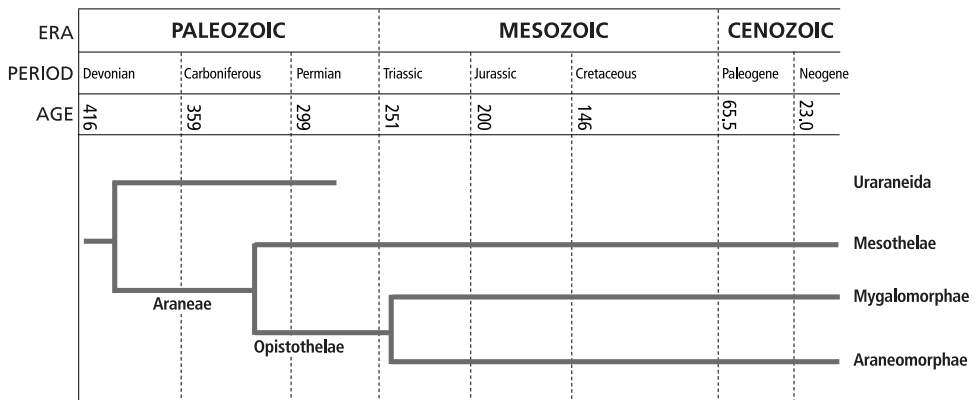 ERA PALEOZOIC MESOZOIC CENOZOIC
PERIOD Devonian Carboniferous Permian Triassic Jurassic Cretaceous Paleogene Neogene
AGE 416 359 299 251 200 146 65.5 23.0
Uraraneida
Mesothelae
Araneae
Mygalomorphae
Opistothelae
Araneomorphae